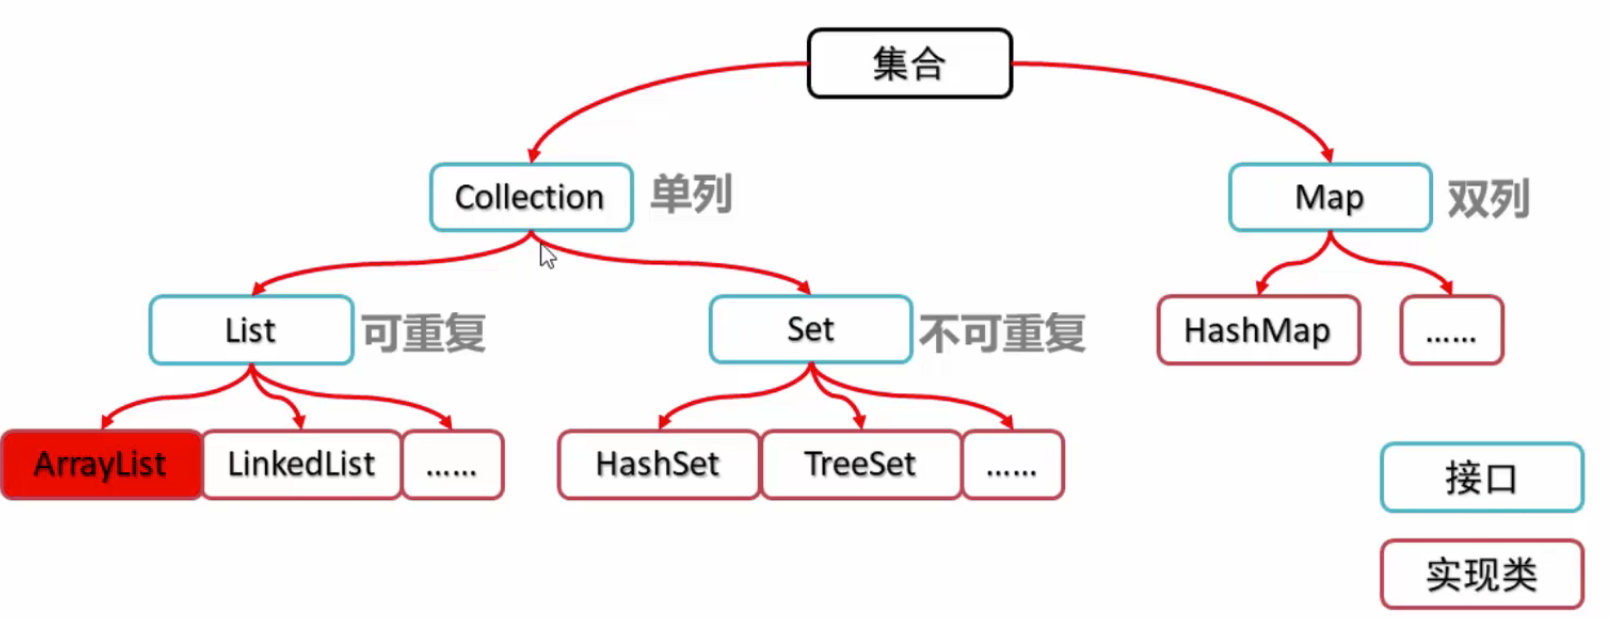 集合
Collection
单列
Map
双列
List
可重复
Set
不可重复
HashMap
......
ArrayList
LinkedList
......
HashSet
TreeSet
......
接口
实现类